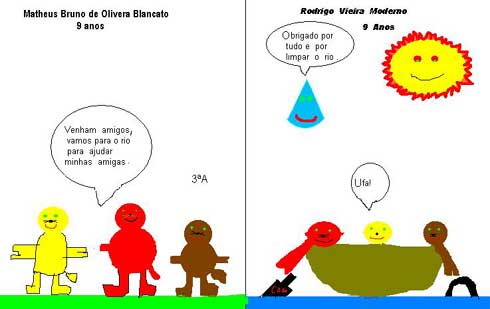 Matheus Bruno de Olivera Blancato
9 anos
Venham amigos,
vamos para o rio
para ajudar
minhas amigas.
3ªA
Rodrigo Vieira Moderno
9 Anos
Obrigado por
tudo e por
limpar o rio.
Ufa!